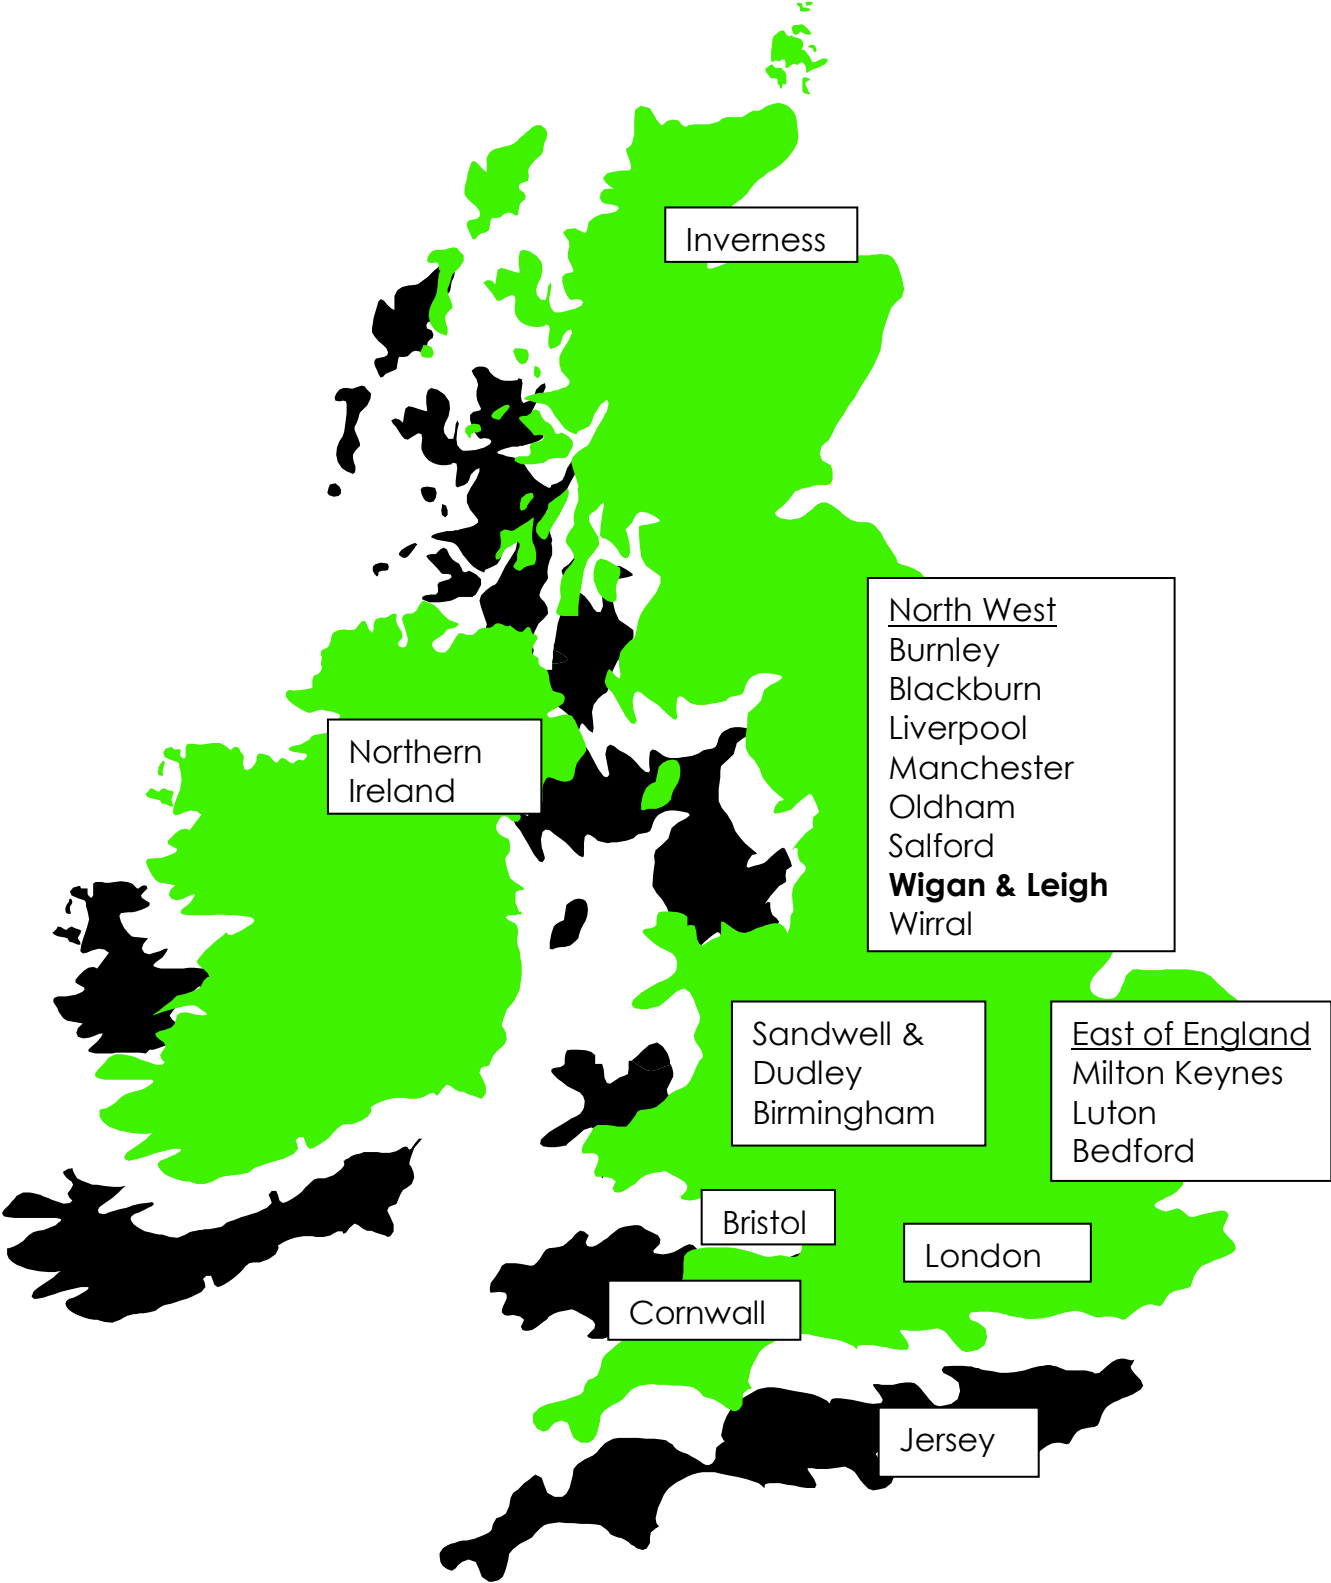 Inverness
North West
Burnley
Blackburn
Liverpool
Manchester
Oldham
Salford
Wigan & Leigh
Wirral
Northern
Ireland
Sandwell &
Dudley
Birmingham
East of England
Milton Keynes
Luton
Bedford
Bristol
London
Cornwall
Jersey